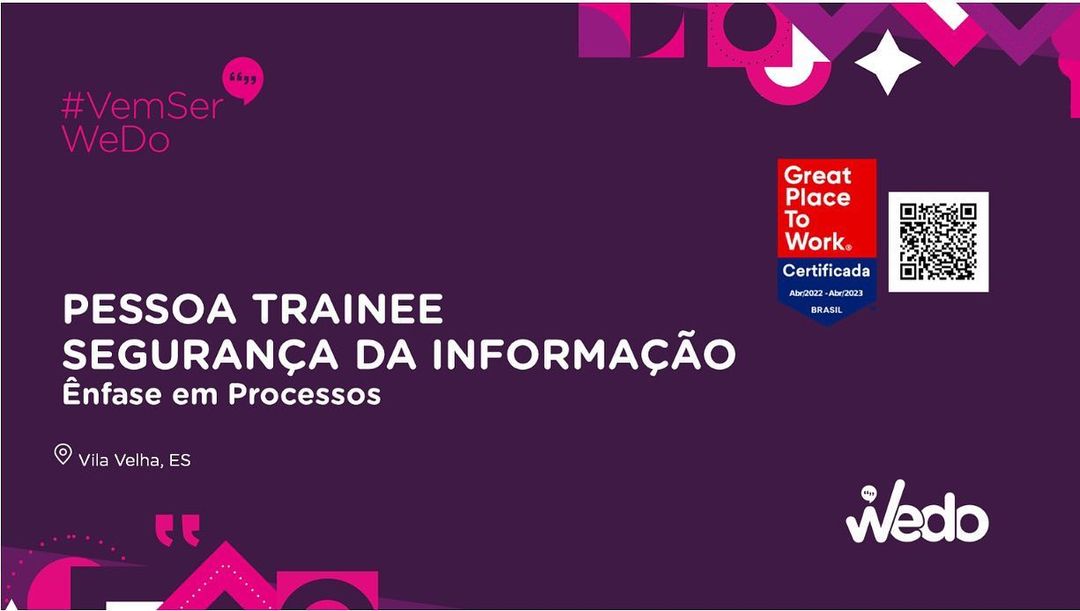 #VemSer
WeDo
Great
Place
To
Work®
Certificada
Abr/2022 - Abr/2023
BRASIL
PESSOA TRAINEE
SEGURANÇA DA INFORMAÇÃO
Ênfase em Processos
Vila Velha, ES
Wedo